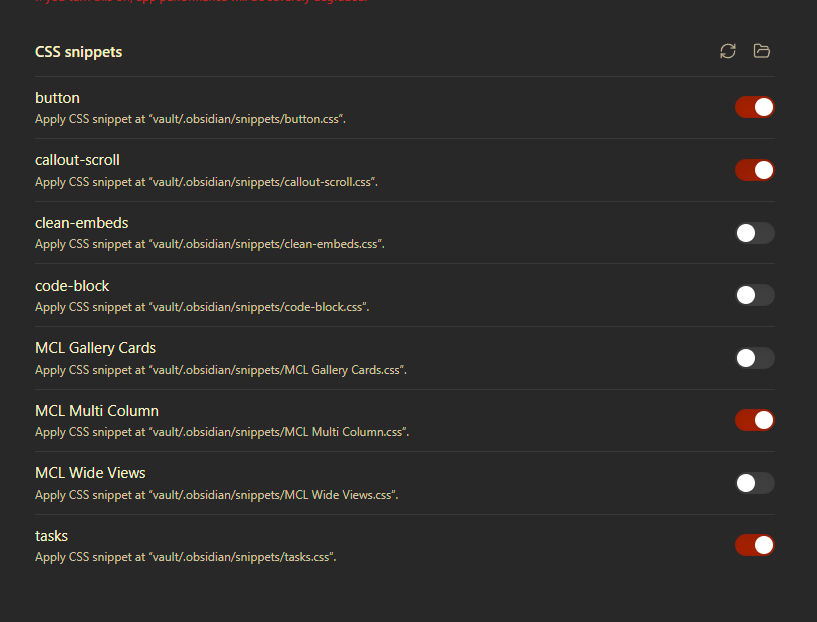 CSS snippets
button
Apply CSS snippet at “vault/.obsidian/snippets/button.css”.
callout-scroll
Apply CSS snippet at “vault/.obsidian/snippets/callout-scroll.css”.
clean-embeds
Apply CSS snippet at “vault/.obsidian/snippets/clean-embeds.css”.
code-block
Apply CSS snippet at “vault/.obsidian/snippets/code-block.css”.
MCL Gallery Cards
Apply CSS snippet at “vault/.obsidian/snippets/MCL Gallery Cards.css”.
MCL Multi Column
Apply CSS snippet at “vault/.obsidian/snippets/MCL Multi Column.css”.
MCL Wide Views
Apply CSS snippet at “vault/.obsidian/snippets/MCL Wide Views.css”.
tasks
Apply CSS snippet at “vault/.obsidian/snippets/tasks.css”.